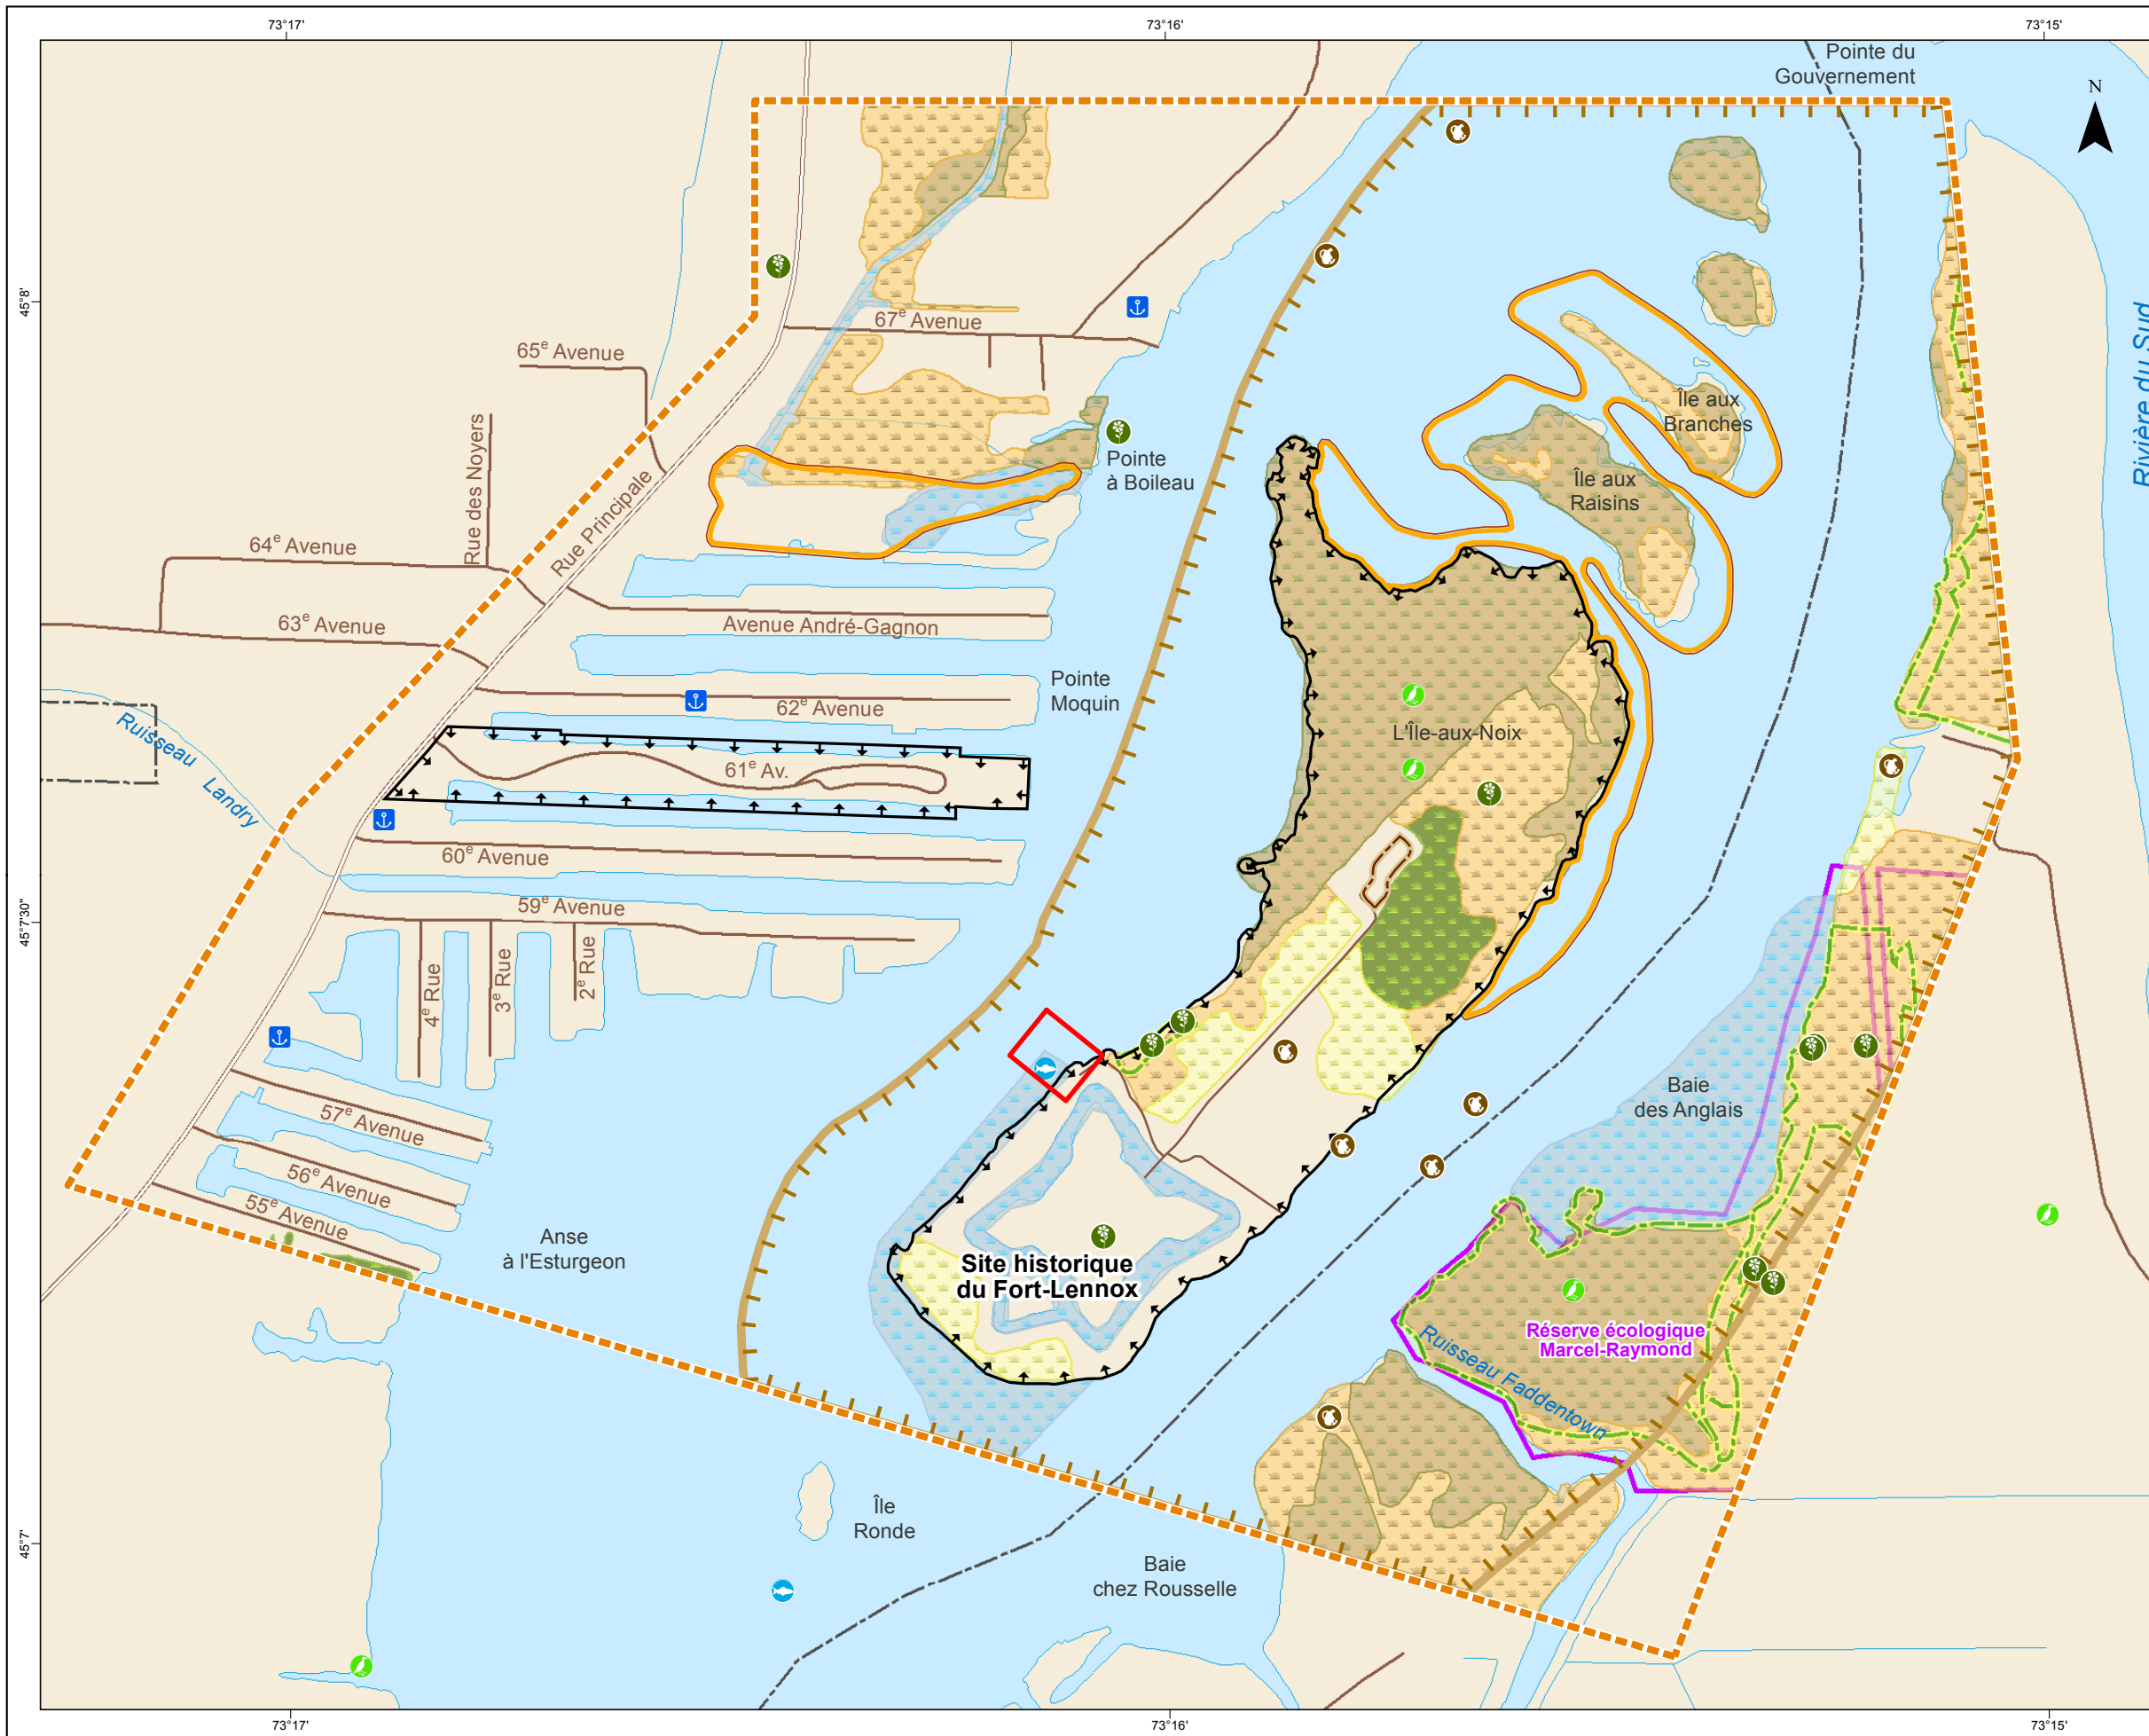 73°17'
73°16'
73°15'
Pointe du
Gouvernement
N
45°8'
Rivière du Sud
67e Avenue
65e Avenue
Île aux
Branches
Rue des Noyers
Pointe
à Boileau
Île aux
Raisins
Rue Principale
64e Avenue
63e Avenue
Avenue André-Gagnon
Pointe
Moquin
62e Avenue
Ruisseau Landry
L'Île-aux-Noix
61e Av.
60e Avenue
45°7'30"
59e Avenue
4e Rue
3e Rue
2e Rue
Baie
des Anglais
57e Avenue
56e Avenue
55e Avenue
Anse
à l'Esturgeon
Site historique
du Fort-Lennox
Réserve écologique
Marcel-Raymond
Ruisseau Faddentown
Île
Ronde
45°7'
Baie
chez Rousselle
73°17'
73°16'
73°15'